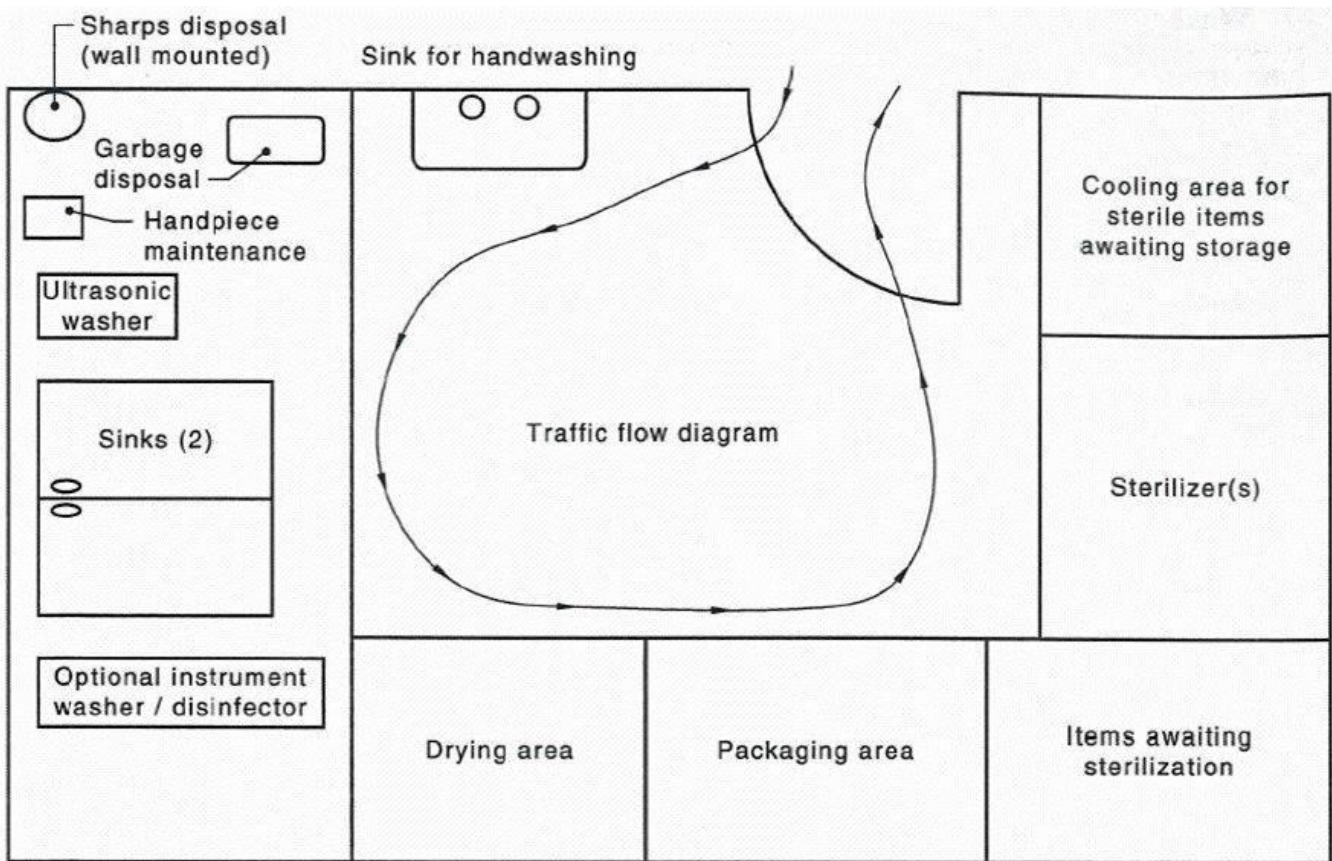 Sharps disposal
(wall mounted)
Sink for handwashing
Garbage
disposal
Handpiece
maintenance
Ultrasonic
washer
Sinks (2)
Optional instrument
washer / disinfector
Traffic flow diagram
Cooling area for
sterile items
awaiting storage
Sterilizer(s)
Drying area
Packaging area
Items awaiting
sterilization